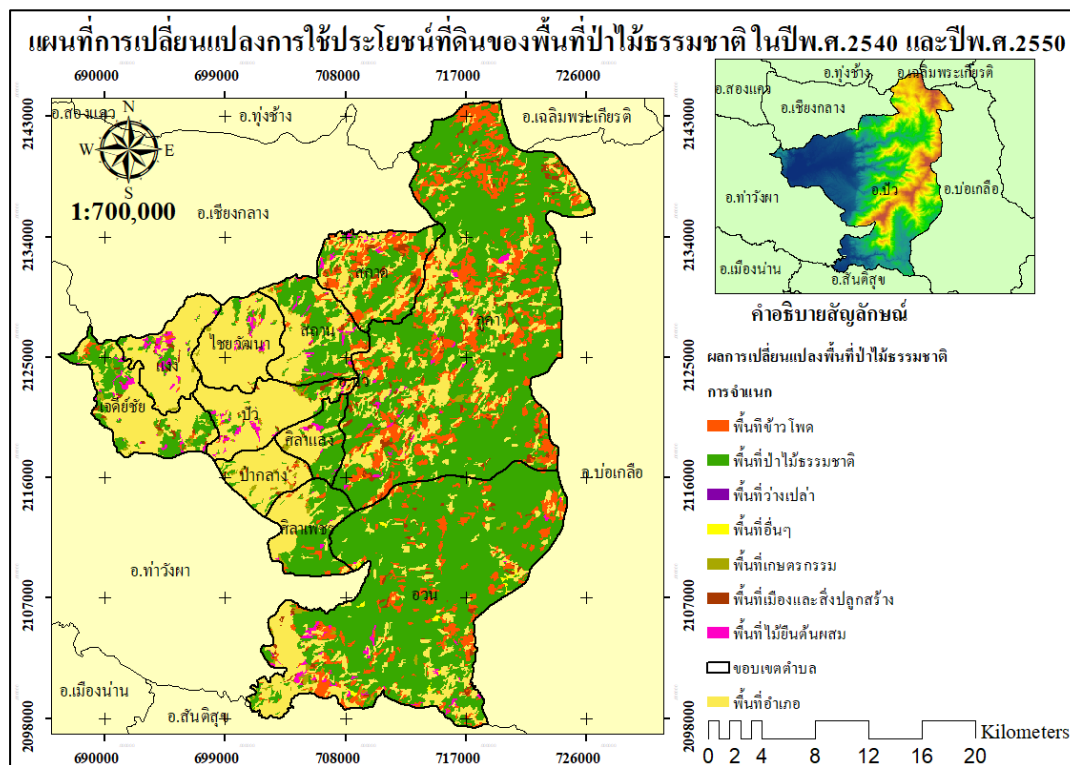 แผนที่การเปลี่ยนแปลงการใช้ประโยชน์ที่ดินของพื้นที่ป่าไม้ธรรมชาติ ในปีพ.ศ.2540 และปีพ.ศ.2550
690000 699000 708000 717000 726000
2143000 2134000 2125000 2116000 2107000 2098000
อ.สองแคว
อ.ทุ่งช้าง
อ.เฉลิมพระเกียรติ
N
W E
S
1:700,000
อ.เชียงกลาง
สถาน
ภูคา
ไชยวัฒนา
แงง
เจดีย์ชัย
ปัว
ศิลาแลง
ป่ากลาง
ศิลาเพชร
อ.บ่อเกลือ
อ.ท่าวังผา
อวน
อ.เมืองน่าน
อ.สันติสุข
690000 699000 708000 717000 726000
2143000 2134000 2125000 2116000 2107000 2098000
อ.ทุ่งช้าง
อ.เฉลิมพระเกียรติ
อ.สองแคว
อ.เชียงกลาง
อ.ปัว
อ.บ่อเกลือ
อ.ท่าวังผา
อ.เมืองน่าน
อ.สันติสุข
คำอธิบายสัญลักษณ์
ผลการเปลี่ยนแปลงพื้นที่ป่าไม้ธรรมชาติ
การจำแนก
พื้นที่ข้าวโพด
พื้นที่ป่าไม้ธรรมชาติ
พื้นที่ว่างเปล่า
พื้นที่อื่นๆ
พื้นที่เกษตรกรรม
พื้นที่เมืองและสิ่งปลูกสร้าง
พื้นที่ไม้ยืนต้นผสม
ขอบเขตตำบล
พื้นที่อำเภอ
Kilometers
0 2 4 8 12 16 20